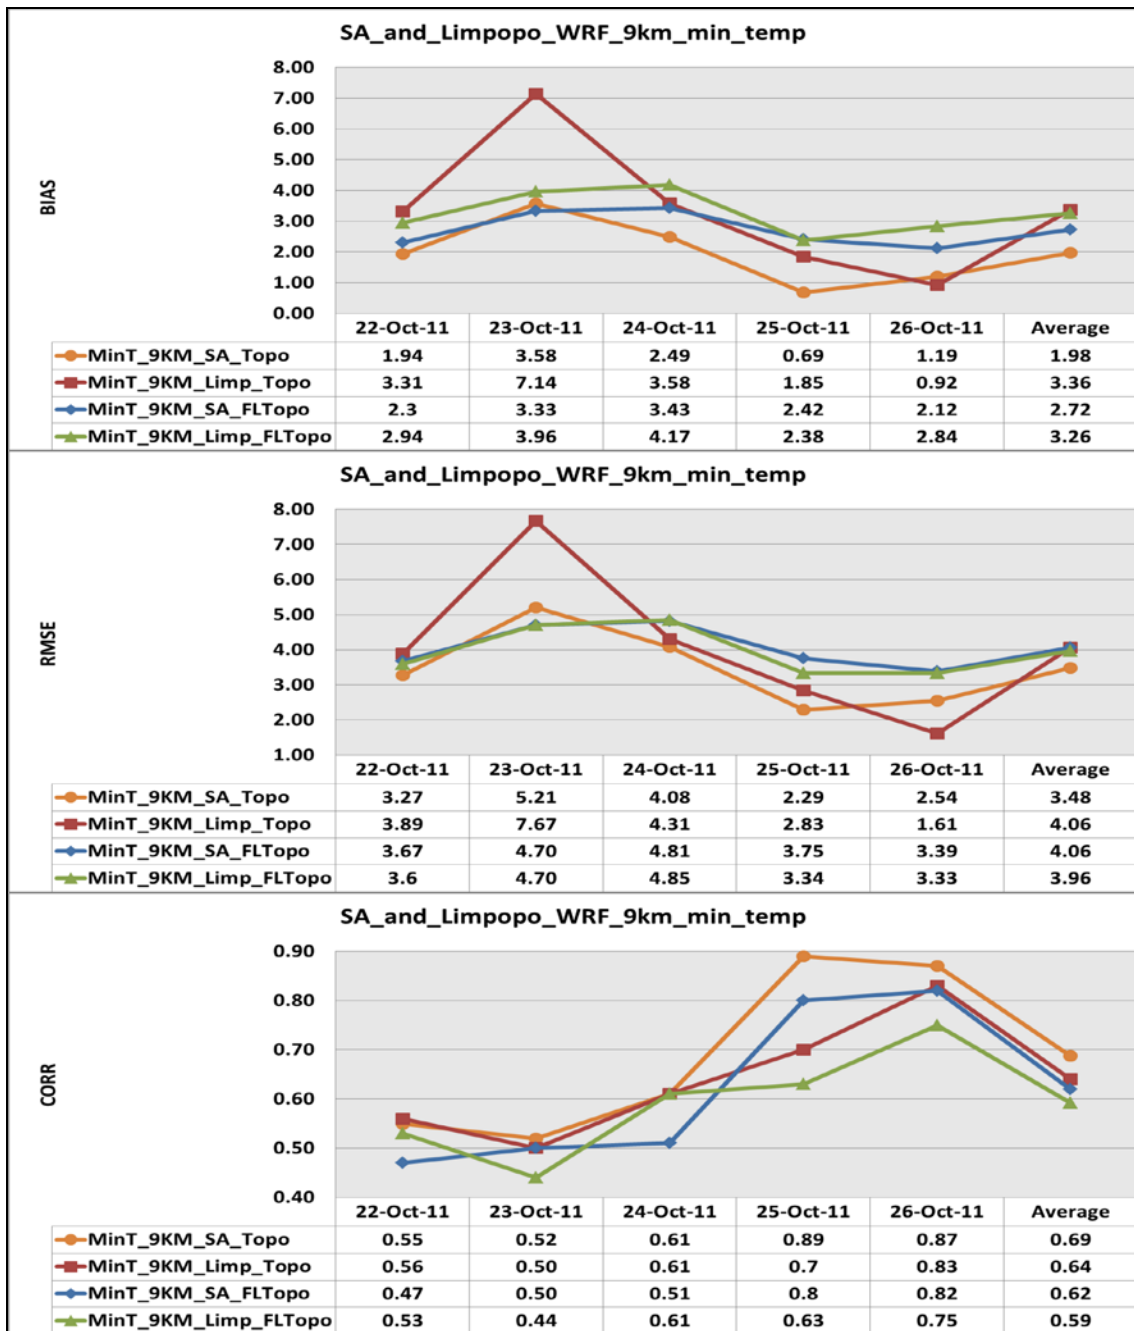 SA_and_Limpopo_WRF_9km_min_temp
8.00
7.00
6.00
5.00
4.00
3.00
2.00
1.00
0.00
BIAS
22-Oct-11 23-Oct-11 24-Oct-11 25-Oct-11 26-Oct-11 Average
MinT_9KM_SA_Topo 1.94 3.58 2.49 0.69 1.19 1.98
MinT_9KM_Limp_Topo 3.31 7.14 3.58 1.85 0.92 3.36
MinT_9KM_SA_FLTopo 2.3 3.33 3.43 2.42 2.12 2.72
MinT_9KM_Limp_FLTopo 2.94 3.96 4.17 2.38 2.84 3.26
SA_and_Limpopo_WRF_9km_min_temp
8.00
7.00
6.00
5.00
4.00
3.00
2.00
1.00
RMSE
22-Oct-11 23-Oct-11 24-Oct-11 25-Oct-11 26-Oct-11 Average
MinT_9KM_SA_Topo 3.27 5.21 4.08 2.29 2.54 3.48
MinT_9KM_Limp_Topo 3.89 7.67 4.31 2.83 1.61 4.06
MinT_9KM_SA_FLTopo 3.67 4.70 4.81 3.75 3.39 4.06
MinT_9KM_Limp_FLTopo 3.6 4.70 4.85 3.34 3.33 3.96
SA_and_Limpopo_WRF_9km_min_temp
0.90
0.80
0.70
0.60
0.50
0.40
CORR
22-Oct-11 23-Oct-11 24-Oct-11 25-Oct-11 26-Oct-11 Average
MinT_9KM_SA_Topo 0.55 0.52 0.61 0.89 0.87 0.69
MinT_9KM_Limp_Topo 0.56 0.50 0.61 0.7 0.83 0.64
MinT_9KM_SA_FLTopo 0.47 0.50 0.51 0.8 0.82 0.62
MinT_9KM_Limp_FLTopo 0.53 0.44 0.61 0.63 0.75 0.59